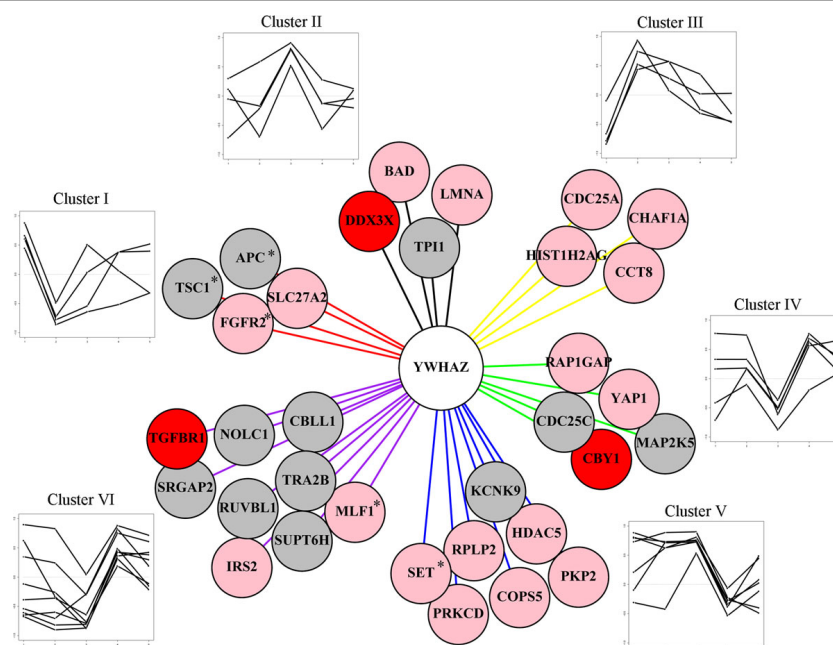 Cluster II
Cluster III
BAD
LMNA
CDC25A
Cluster I
DDX3X
CHAF1A
TPI1
APC *
HIST1H2AG
CCT8
TSC1 *
SLC27A2
FGFR2 *
Cluster IV
YWHAZ
RAP1GAP
YAP1
CBLL1
CDC25C
TGFBR1
NOLC1
MAP2K5
CBY1
SRGAP2
TRA2B
KCNK9
Cluster VI
RUVBL1
MLF1 *
Cluster V
SUPT6H
HDAC5
RPLP2
IRS2
SET *
PKP2
COPS5
PRKCD